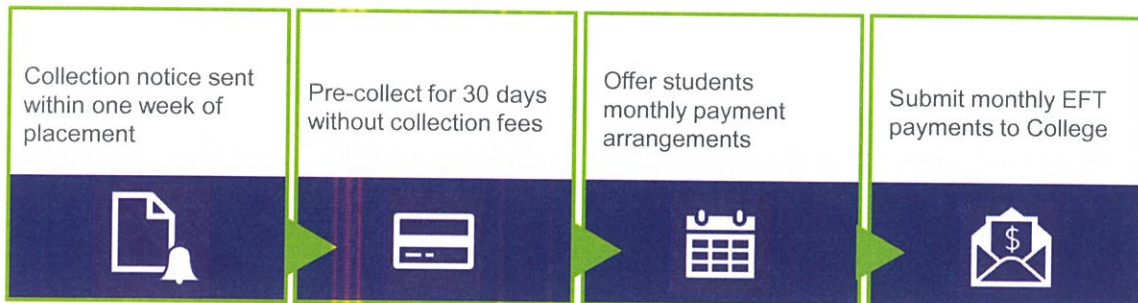 Collection notice sent
within one week of
placement
Pre-collect for 30 days
without collection fees
Offer students
monthly payment
arrangements
Submit monthly EFT
payments to College
$